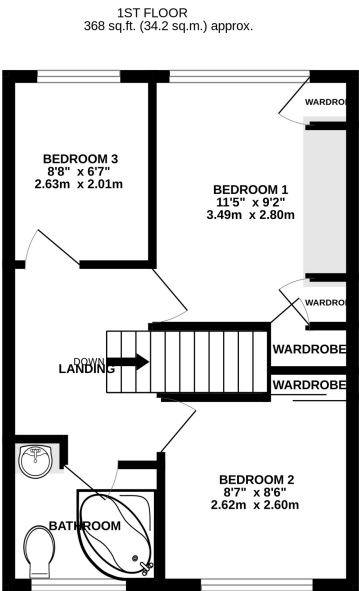 1ST FLOOR
368 sq.ft. (34.2 sq.m.) approx.
WARDROB
BEDROOM 3
8'8" x 6'7"
2.63m x 2.01m
BEDROOM 1
11'5" x 9'2"
3.49m x 2.80m
WARDROB
WARDROBE
DOWN
LANDING
WARDROBE
BEDROOM 2
8'7" x 8'6"
2.62m x 2.60m
BATHROOM